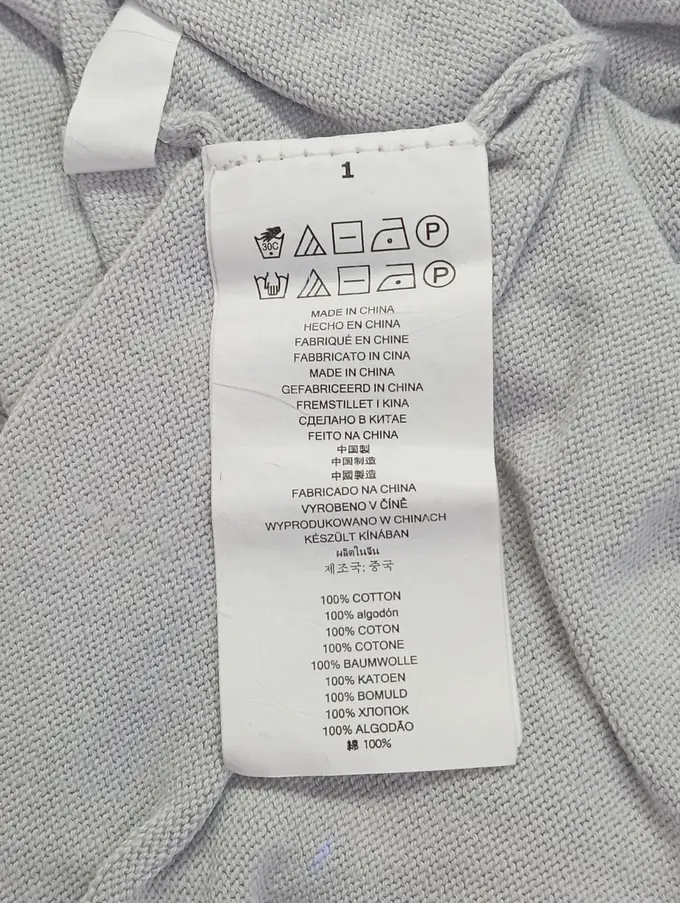 1
30C P
P
MADE IN CHINA
HECHO EN CHINA
FABRIQUÉ EN CHINE
FABBRICATO IN CINA
MADE IN CHINA
GEFABRICEERD IN CHINA
FREMSTILLET I KINA
СДЕЛАНО В КИТАЕ
FEITO NA CHINA
中国製
中国制造
中國製造
FABRICADO NA CHINA
VYROBENO V ČÍNĚ
WYPRODUKOWANO W CHINACH
KÉSZÜLT KÍNÁBAN
ผลิตในจีน
제조국: 중국
100% COTTON
100% algodón
100% COTON
100% COTONE
100% BAUMWOLLE
100% KATOEN
100% BOMULD
100% ХЛОПОК
100% ALGODÃO
綿 100%